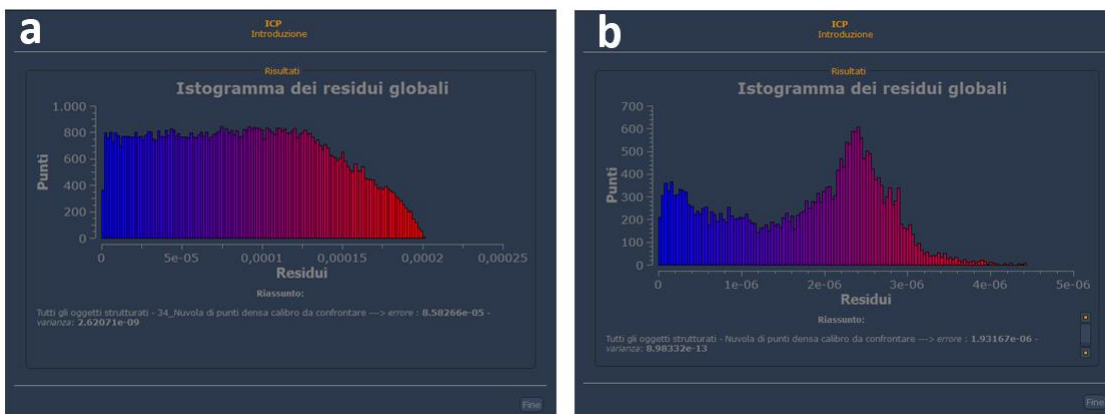 a
ICP
Introduzione
Risultati
Istogramma dei residui globali
1.000
800
600
400
200
0
Punti
0 5e-05 0,0001 0,00015 0,0002 0,00025
Residui
Riassunto:
Tutti gli oggetti strutturati - 34_Nuvola di punti densa calibro da confrontare ---> errore : 8.58266e-05 -
varianza: 2.62071e-09
Fine
b
ICP
Introduzione
Risultati
Istogramma dei residui globali
700
600
500
400
300
200
100
0
Punti
0 1e-06 2e-06 3e-06 4e-06 5e-06
Residui
Riassunto:
Tutti gli oggetti strutturati - Nuvola di punti densa calibro da confrontare ---> errore : 1.93167e-06 -
varianza: 8.98332e-13
Fine